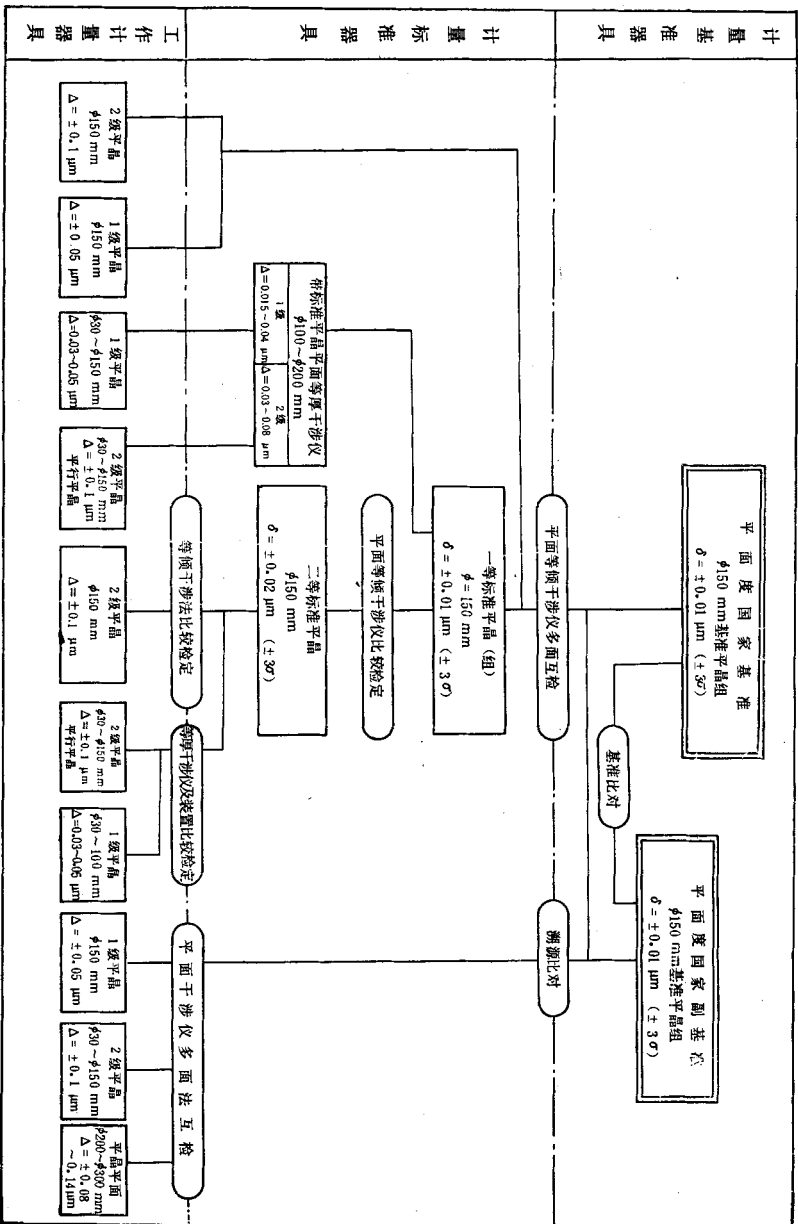 计量基准器具
平面度国家基准
φ150 mm基准平晶组
δ = ± 0.01 μm （± 3σ）
基准比对
平面度国家副基准
φ150 mm基准平晶组
δ = ± 0.01 μm （± 3σ）
平面等倾干涉仪多面互检
溯源比对
计量标准器具
一等标准平晶（组）
φ = 150 mm
δ = ± 0.01 μm （± 3σ）
平面等倾干涉仪比较检定
带标准平晶平面等厚干涉仪
φ100～φ200 mm
1 级
Δ=0.015~0.04 μm
2 级
Δ=0.03~0.08 μm
二等标准平晶
φ150 mm
δ = ± 0.02 μm （± 3σ）
等倾干涉法比较检定
等厚干涉仪及装置比较检定
平面干涉仪多面法互检
工作计量器具
2 级平晶
φ150 mm
Δ = ± 0.1 μm
1 级平晶
φ150 mm
Δ = ± 0.05 μm
1 级平晶
φ30～φ150 mm
Δ=0.03~0.05 μm
2 级平晶
φ30～φ150 mm
Δ = ± 0.1 μm
平行平晶
2 级平晶
φ150 mm
Δ = ±0.1 μm
2 级平晶
φ30～φ150 mm
Δ = ±0.1 μm
平行平晶
1 级平晶
φ30～100 mm
Δ=0.03~0.05 μm
1 级平晶
φ150 mm
Δ = ± 0.05 μm
2 级平晶
φ30～φ150 mm
Δ = ± 0.1 μm
平晶平面
φ200～φ300 mm
Δ = ± 0.08
～0.14μm